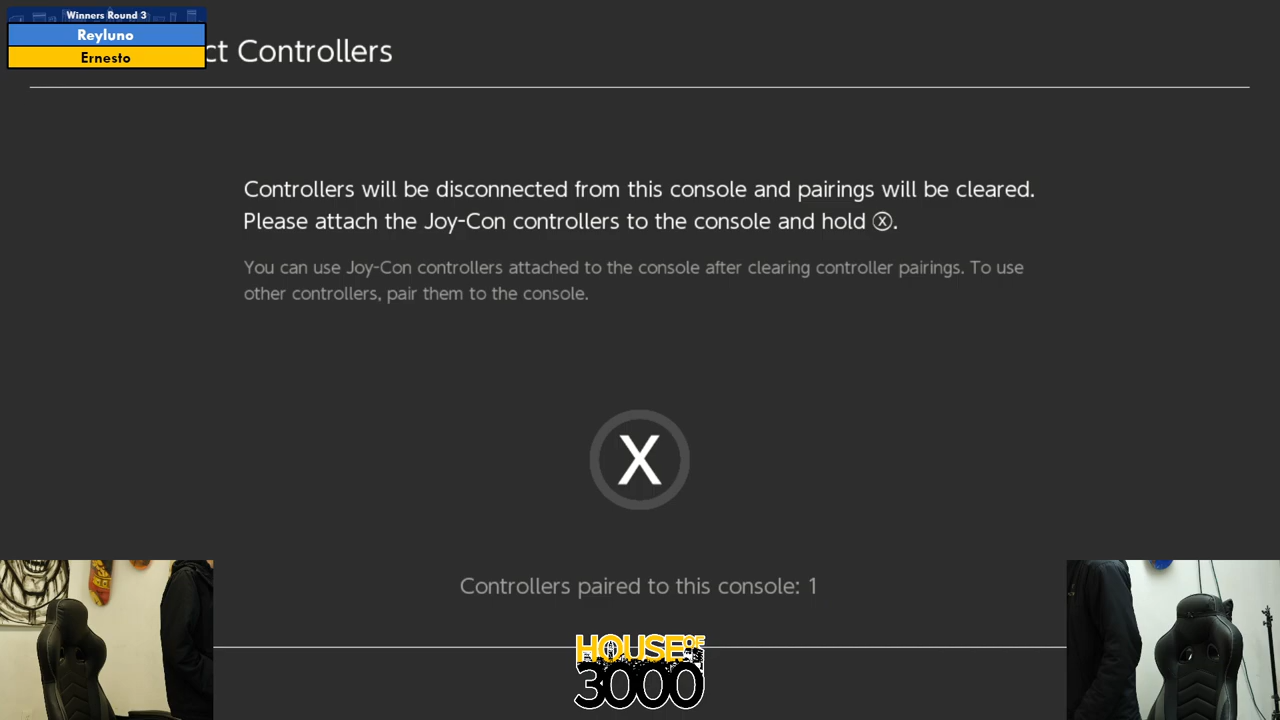 Winners Round 3
Reyluno
Ernesto
ct Controllers
Controllers will be disconnected from this console and pairings will be cleared.
Please attach the Joy-Con controllers to the console and hold Ⓧ.
You can use Joy-Con controllers attached to the console after clearing controller pairings. To use
other controllers, pair them to the console.
X
Controllers paired to this console: 1
HOUSE OF
3000